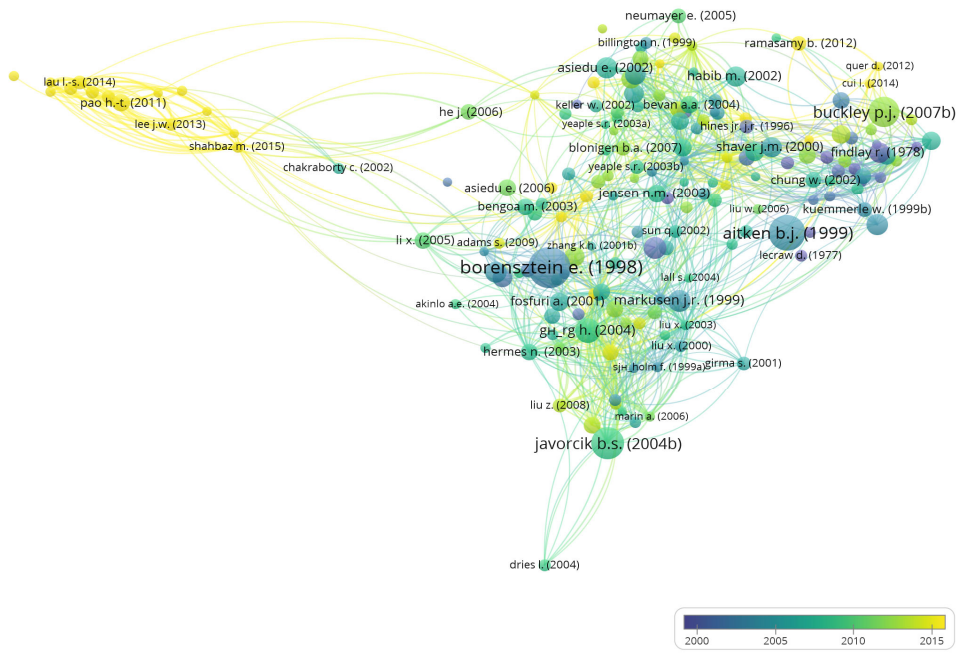 neumayer e. (2005)
billington n. (1999)
ramasamy b. (2012)
asiedu e. (2002)
habib m. (2002)
quer d. (2012)
lau l.-s. (2014)
cui l. (2014)
pao h.-t. (2011)
he j. (2006)
keller w. (2002)
bevan a.a. (2004)
buckley p.j. (2007b)
lee j.w. (2013)
yeaple s.r. (2003a)
hines jr. j.r. (1996)
shahbaz m. (2015)
blonigen b.a. (2007)
shaver j.m. (2000)
findlay r. (1978)
chakraborty c. (2002)
yeaple s.r. (2003b)
chung w. (2002)
asiedu e. (2006)
jensen n.m. (2003)
bengoa m. (2003)
liu w. (2006)
kuemmerle w. (1999b)
li x. (2005)
adams s. (2009)
zhang k.h. (2001b)
sun q. (2002)
aitken b.j. (1999)
lecraw d. (1977)
borensztein e. (1998)
lall s. (2004)
akinlo a.e. (2004)
fosfuri a. (2001)
markusen j.r. (1999)
gн_rg h. (2004)
liu x. (2003)
hermes n. (2003)
liu x. (2000)
sjн_holm f. (1999a)
girma s. (2001)
liu z. (2008)
marin a. (2006)
javorcik b.s. (2004b)
dries l. (2004)
2000
2005
2010
2015